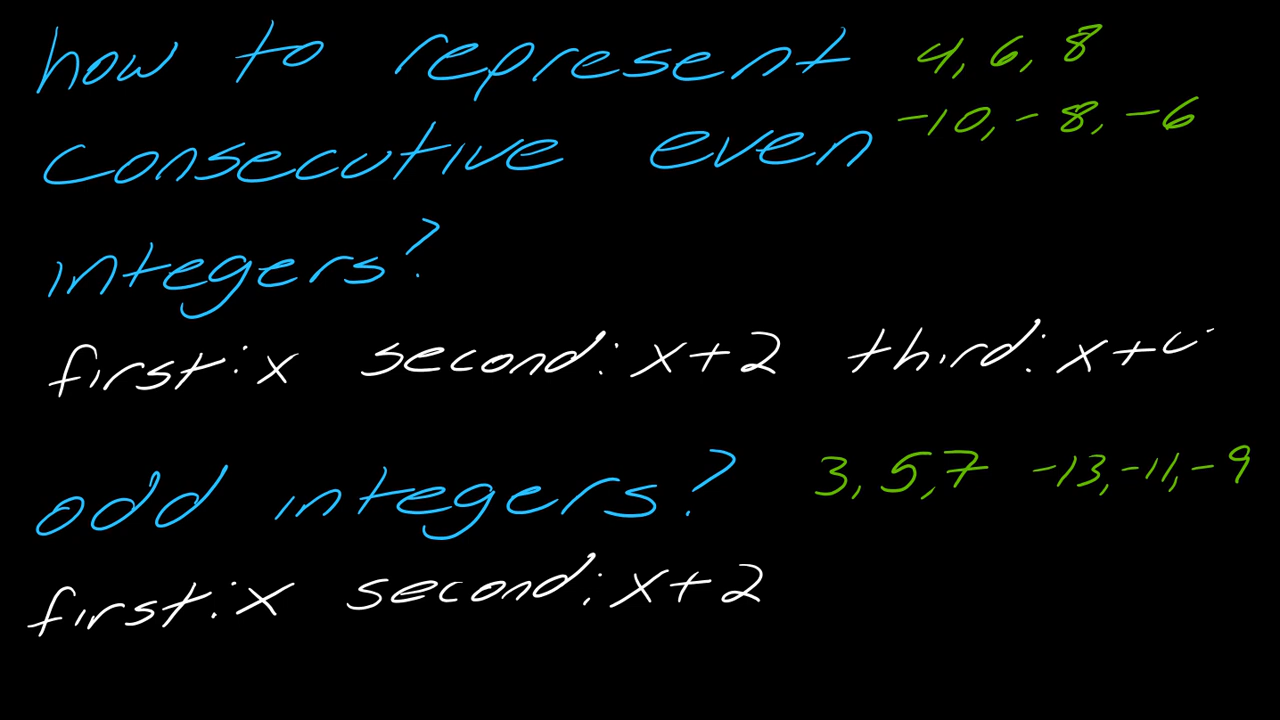 how to represent 4, 6, 8
consecutive even -10, -8, -6
integers?
first: x second: x+2 third: x+
odd integers? 3, 5, 7 -13, -11, -9
first: x second: x+2